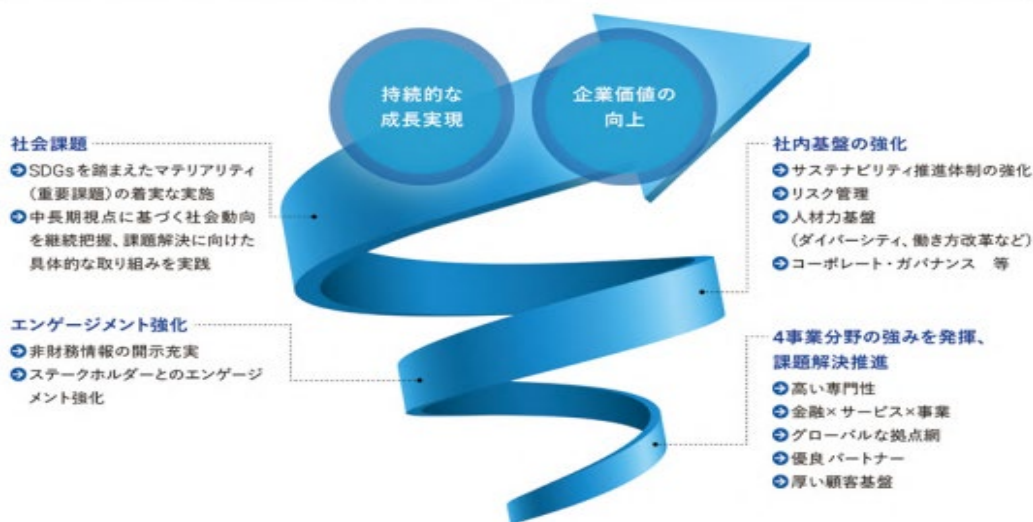 持続的な
成長実現
企業価値の
向上
社会課題
SDGsを踏まえたマテリアリティ
(重要課題)の着実な実施
中長期視点に基づく社会動向
を継続把握、課題解決に向けた
具体的な取り組みを実践
エンゲージメント強化
非財務情報の開示充実
ステークホルダーとのエンゲージ
メント強化
社内基盤の強化
サステナビリティ推進体制の強化
リスク管理
人材力基盤
(ダイバーシティ、働き方改革など)
コーポレート・ガバナンス 等
4事業分野の強みを発揮、
課題解決推進
高い専門性
金融×サービス×事業
グローバルな拠点網
優良パートナー
厚い顧客基盤